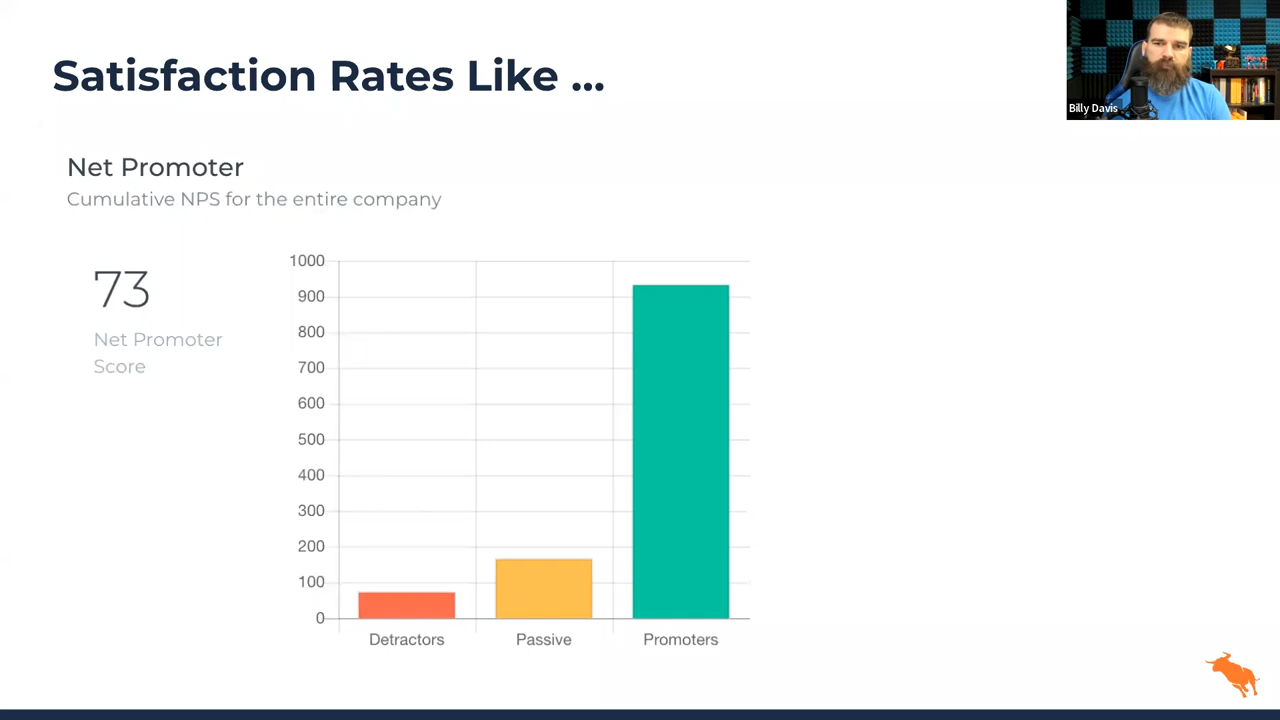 Satisfaction Rates Like ...
Billy Davis
Net Promoter
Cumulative NPS for the entire company
73
Net Promoter
Score
1000
900
800
700
600
500
400
300
200
100
0
Detractors
Passive
Promoters